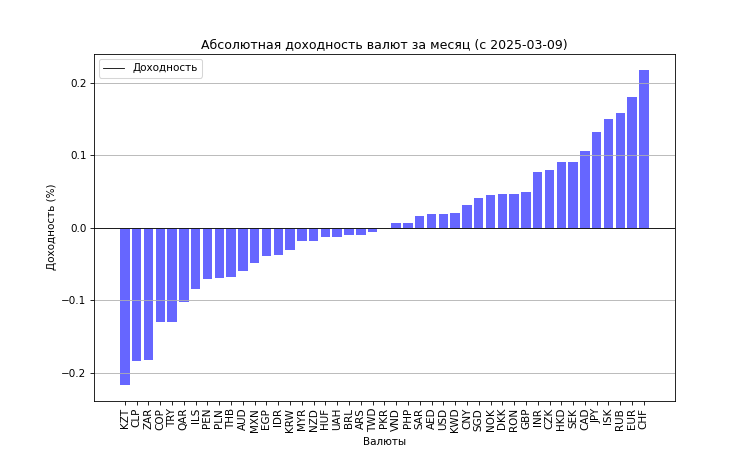 Абсолютная доходность валют за месяц (с 2025-03-09)
Доходность
0.2
0.1
0.0
−0.1
−0.2
Доходность (%)
KZT
CLP
ZAR
COP
TRY
QAR
ILS
PEN
PLN
THB
AUD
MXN
EGP
IDR
KRW
MYR
NZD
HUF
UAH
BRL
ARS
TWD
PKR
VND
PHP
SAR
AED
USD
KWD
CNY
SGD
NOK
DKK
RON
GBP
INR
CZK
HKD
SEK
CAD
JPY
ISK
RUB
EUR
CHF
Валюты